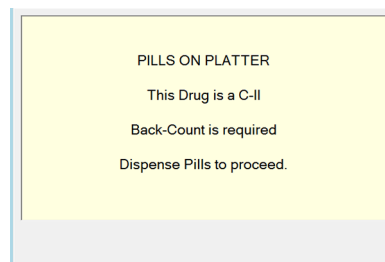 PILLS ON PLATTER
This Drug is a C-II
Back-Count is required
Dispense Pills to proceed.